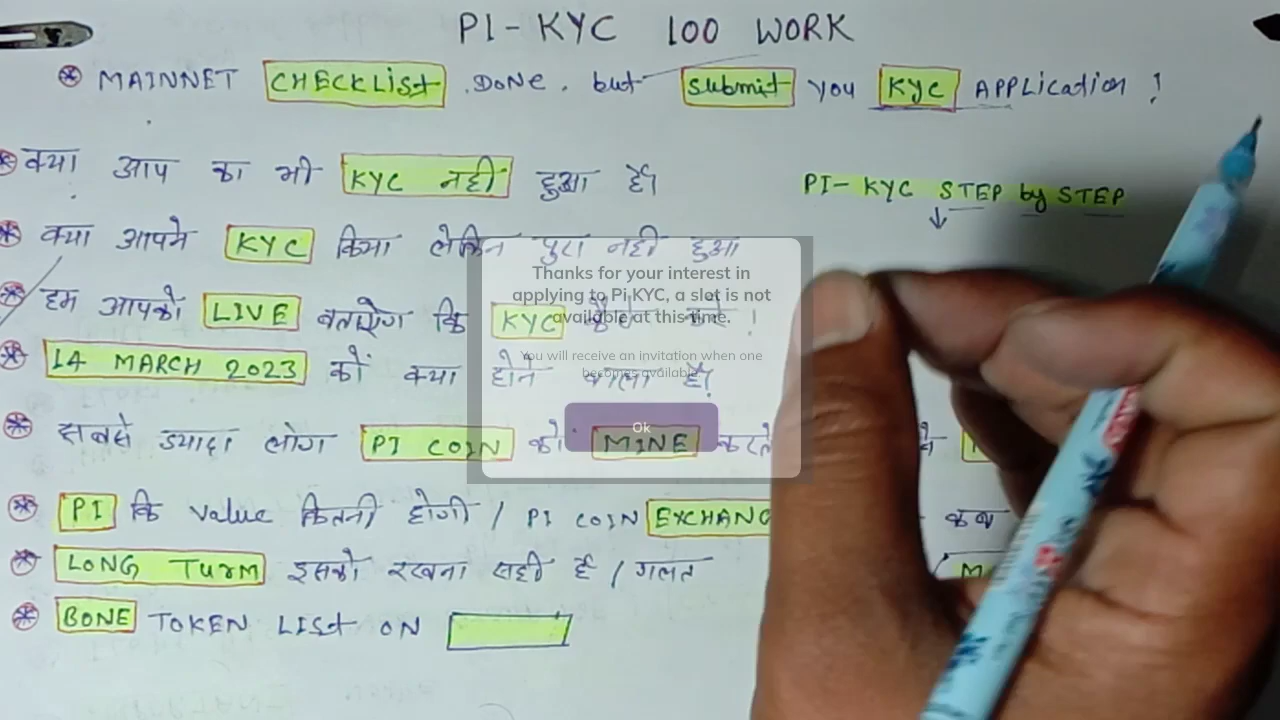 PI-KYC 100 WORK
MAINNET CHECKLIST DONE. but submit you KYC APPLication !
क्या आप का भी KYC नही हुआ है।
PI- KYC STEP by STEP
क्या आपने KYC किया लेकिन पुरा नही हुआ
हम आपको LIVE बताएंगे कि KYC कैसे करे !
14 MARCH 2023 को क्या होने वाला है।
सबसे ज्यादा लोग PI COIN को MINE करते
PI कि value कितनी होगी / PI COIN EXCHANG कब
LONG TURM इसको रखना सही है / गलत
BONE TOKEN LIST ON
Thanks for your interest in
applying to Pi KYC, a slot is not
available at this time.
You will receive an invitation when one
becomes available.
Ok